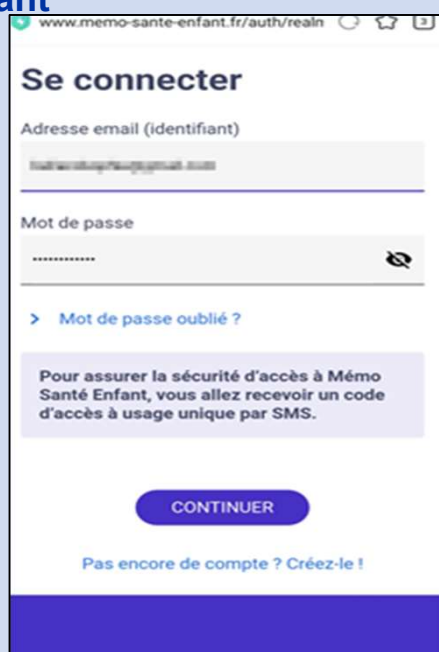 ant
www.memo-sante-enfant.fr/auth/realn
3
Se connecter
Adresse email (identifiant)
Mot de passe
············
> Mot de passe oublié ?
Pour assurer la sécurité d'accès à Mémo
Santé Enfant, vous allez recevoir un code
d'accès à usage unique par SMS.
CONTINUER
Pas encore de compte ? Créez-le !